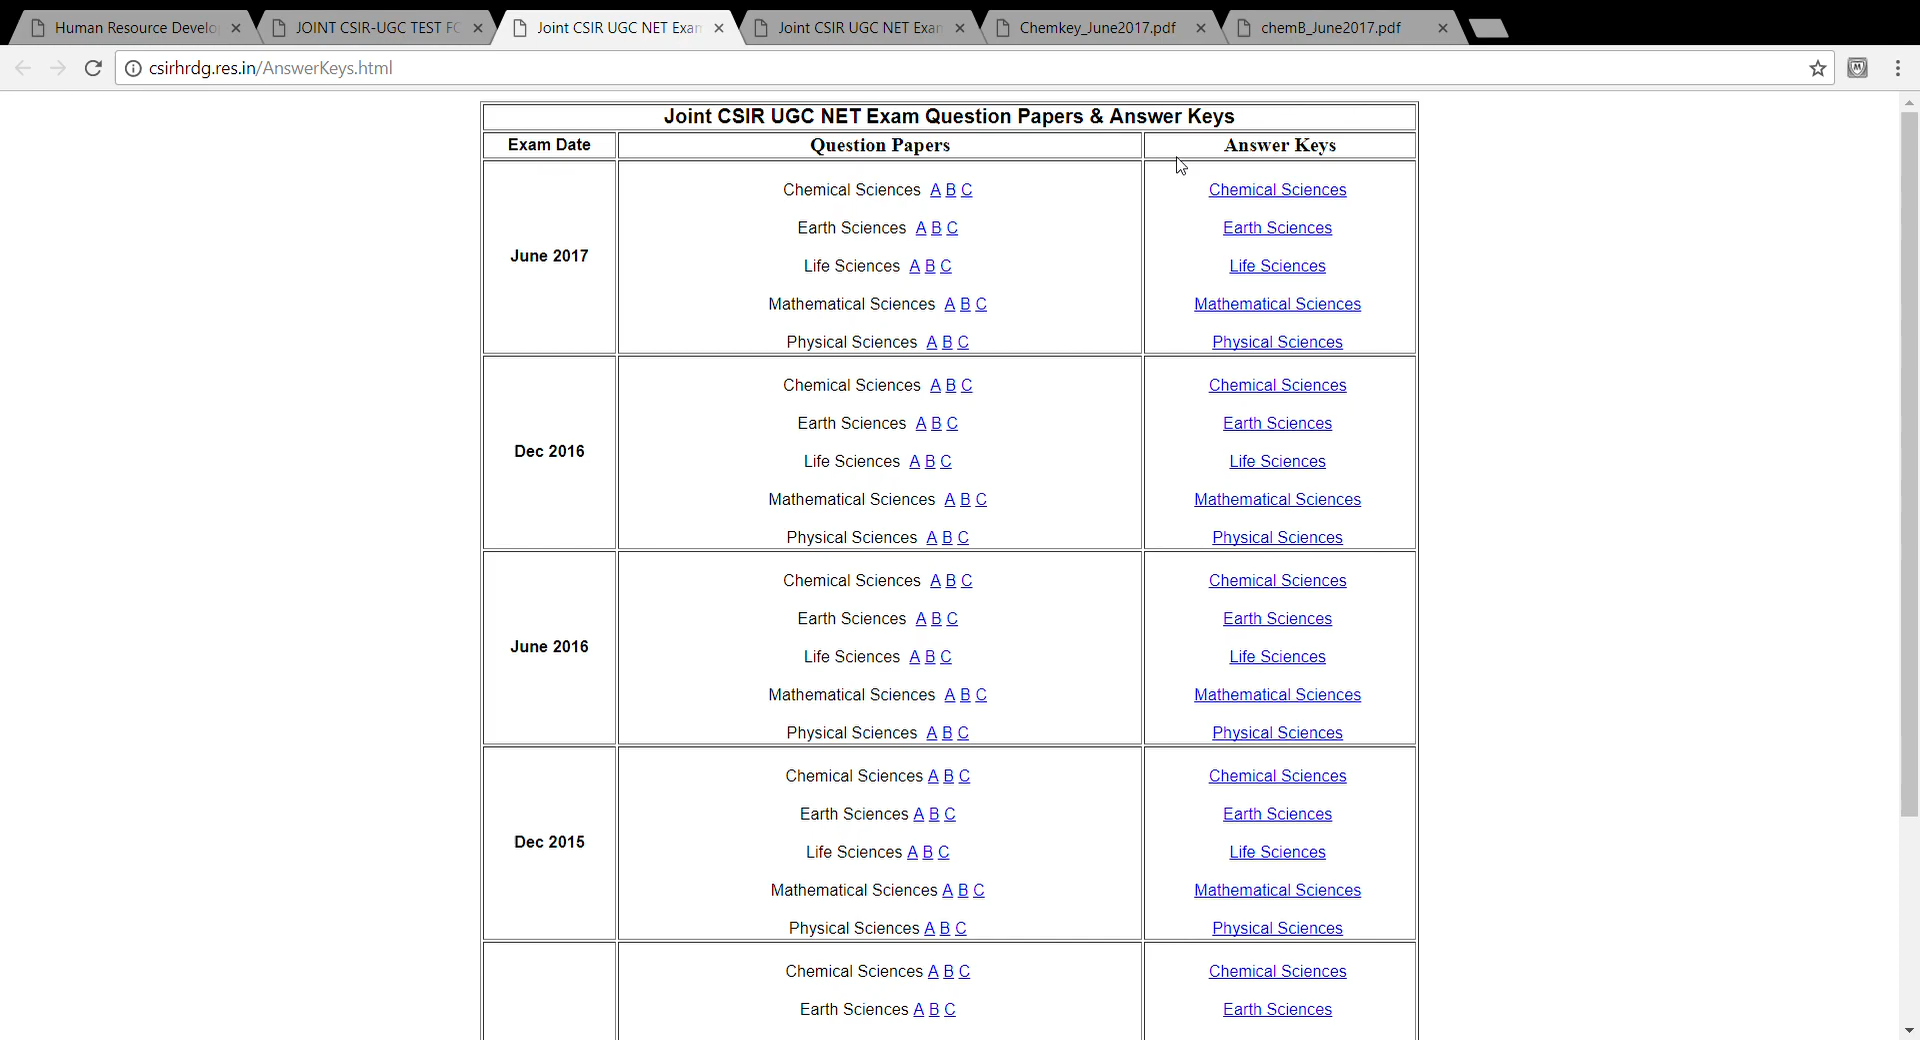 Human Resource Develo
JOINT CSIR-UGC TEST FO
Joint CSIR UGC NET Exam
Joint CSIR UGC NET Exam
Chemkey_June2017.pdf
chemB_June2017.pdf
csirhrdg.res.in/AnswerKeys.html
Joint CSIR UGC NET Exam Question Papers & Answer Keys
Exam Date Question Papers Answer Keys
Chemical Sciences A B C Chemical Sciences
Earth Sciences A B C Earth Sciences
June 2017
Life Sciences A B C Life Sciences
Mathematical Sciences A B C Mathematical Sciences
Physical Sciences A B C Physical Sciences
Chemical Sciences A B C Chemical Sciences
Earth Sciences A B C Earth Sciences
Dec 2016
Life Sciences A B C Life Sciences
Mathematical Sciences A B C Mathematical Sciences
Physical Sciences A B C Physical Sciences
Chemical Sciences A B C Chemical Sciences
Earth Sciences A B C Earth Sciences
June 2016
Life Sciences A B C Life Sciences
Mathematical Sciences A B C Mathematical Sciences
Physical Sciences A B C Physical Sciences
Chemical Sciences A B C Chemical Sciences
Earth Sciences A B C Earth Sciences
Dec 2015
Life Sciences A B C Life Sciences
Mathematical Sciences A B C Mathematical Sciences
Physical Sciences A B C Physical Sciences
Chemical Sciences A B C Chemical Sciences
Earth Sciences A B C Earth Sciences